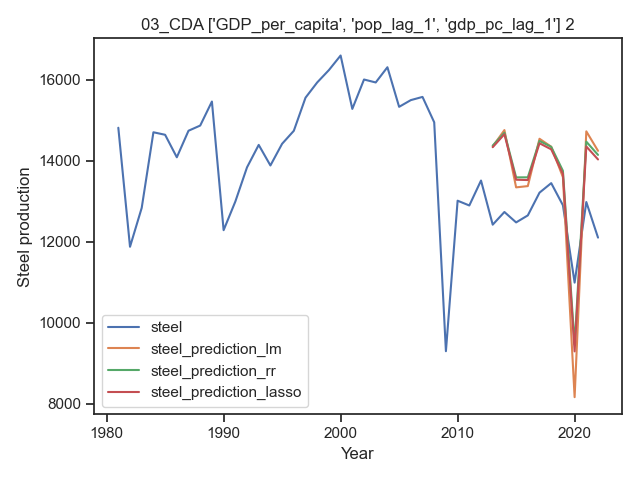 03_CDA ['GDP_per_capita', 'pop_lag_1', 'gdp_pc_lag_1'] 2
16000
14000
12000
10000
8000
Steel production
steel
steel_prediction_lm
steel_prediction_rr
steel_prediction_lasso
1980
1990
2000
2010
2020
Year